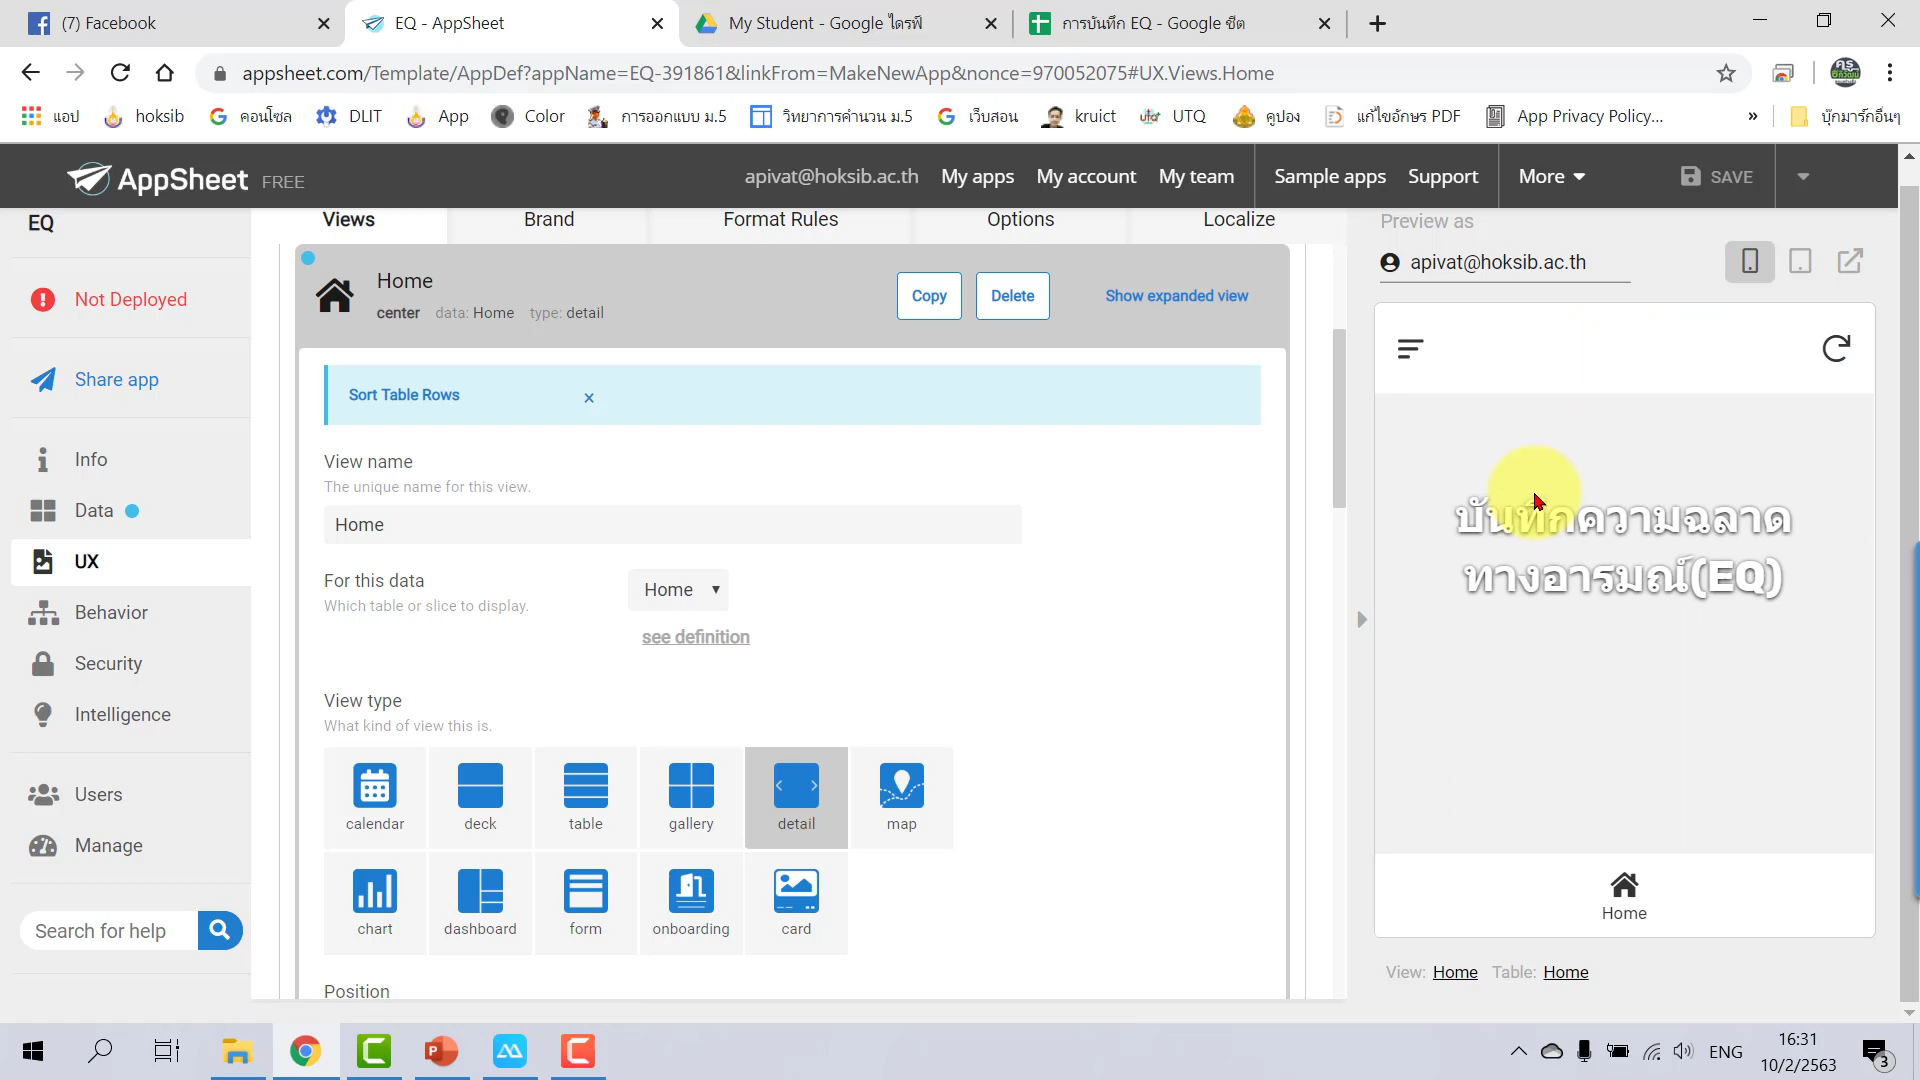 (7) Facebook
EQ - AppSheet
My Student - Google ไดรฟ์
การบันทึก EQ - Google ชีต
appsheet.com/Template/AppDef?appName=EQ-391861&linkFrom=MakeNewApp&nonce=970052075#UX.Views.Home
แอป
hoksib
คอนโซล
DLIT
App
Color
การออกแบบ ม.5
วิทยาการคำนวน ม.5
เว็บสอน
kruict
UTQ
คูปอง
แก้ไขอักษร PDF
App Privacy Policy...
»
บุ๊กมาร์กอื่นๆ
AppSheet FREE
apivat@hoksib.ac.th
My apps
My account
My team
Sample apps
Support
More
SAVE
EQ
Not Deployed
Share app
Info
Data
UX
Behavior
Security
Intelligence
Users
Manage
Search for help
Views
Brand
Format Rules
Options
Localize
Home
center data: Home type: detail
Copy
Delete
Show expanded view
Sort Table Rows
×
View name
The unique name for this view.
Home
For this data
Which table or slice to display.
Home
see definition
View type
What kind of view this is.
calendar
deck
table
gallery
detail
map
chart
dashboard
form
onboarding
card
Position
Preview as
apivat@hoksib.ac.th
บันทึกความฉลาด
ทางอารมณ์(EQ)
Home
View: Home Table: Home
ENG
16:31
10/2/2563
3